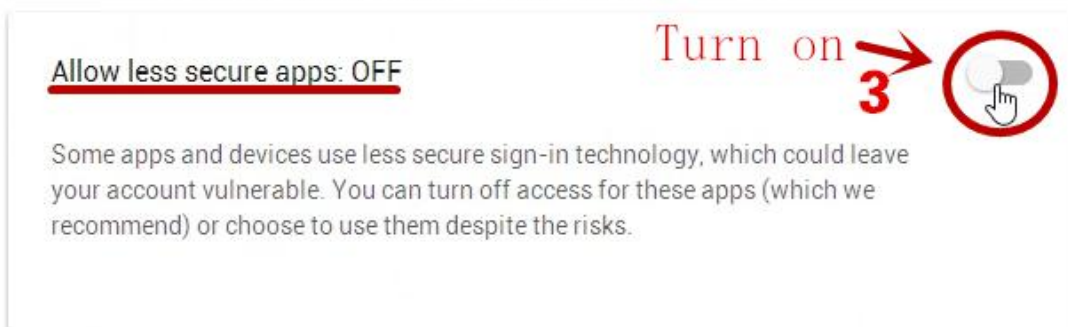 Turn on
3
Allow less secure apps: OFF
Some apps and devices use less secure sign-in technology, which could leave
your account vulnerable. You can turn off access for these apps (which we
recommend) or choose to use them despite the risks.